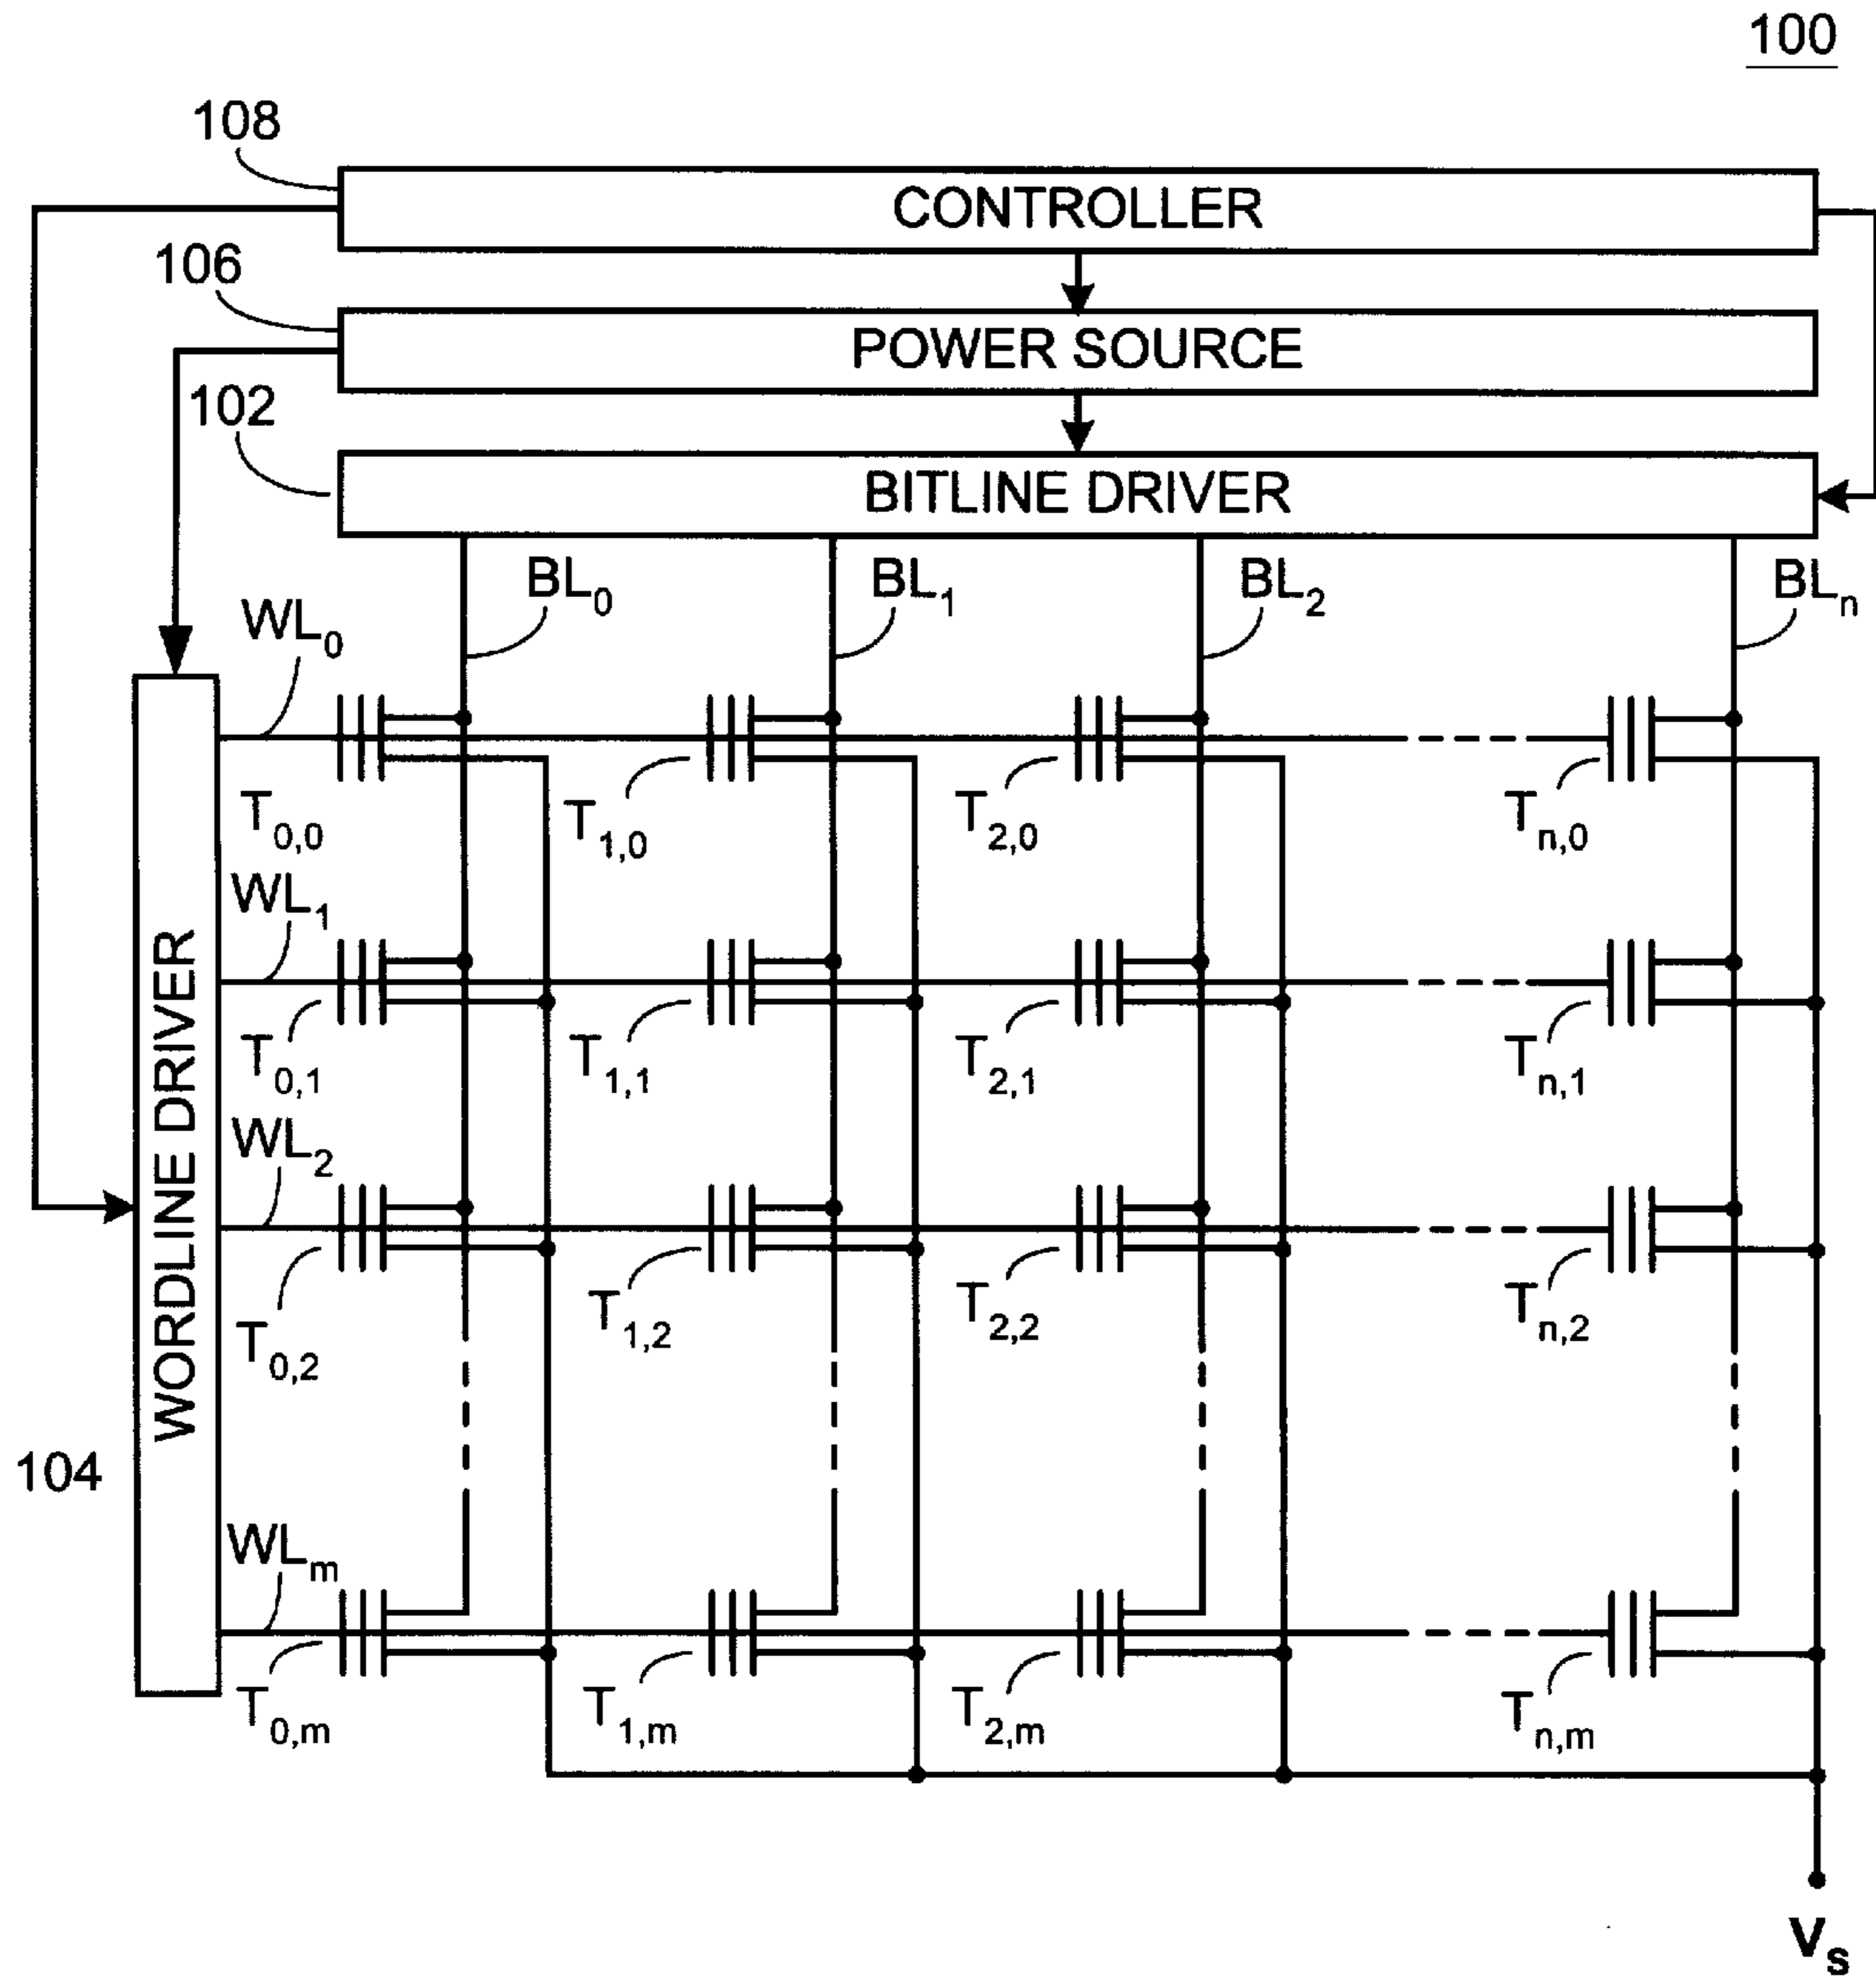 100
108
CONTROLLER
106
POWER SOURCE
102
BITLINE DRIVER
BL₀
BL₁
BL₂
BLₙ
WL₀
T₀,₀
T₁,₀
T₂,₀
Tₙ,₀
WL₁
T₀,₁
T₁,₁
T₂,₁
Tₙ,₁
WORDLINE DRIVER
WL₂
T₀,₂
T₁,₂
T₂,₂
Tₙ,₂
104
WLₘ
T₀,ₘ
T₁,ₘ
T₂,ₘ
Tₙ,ₘ
Vₛ